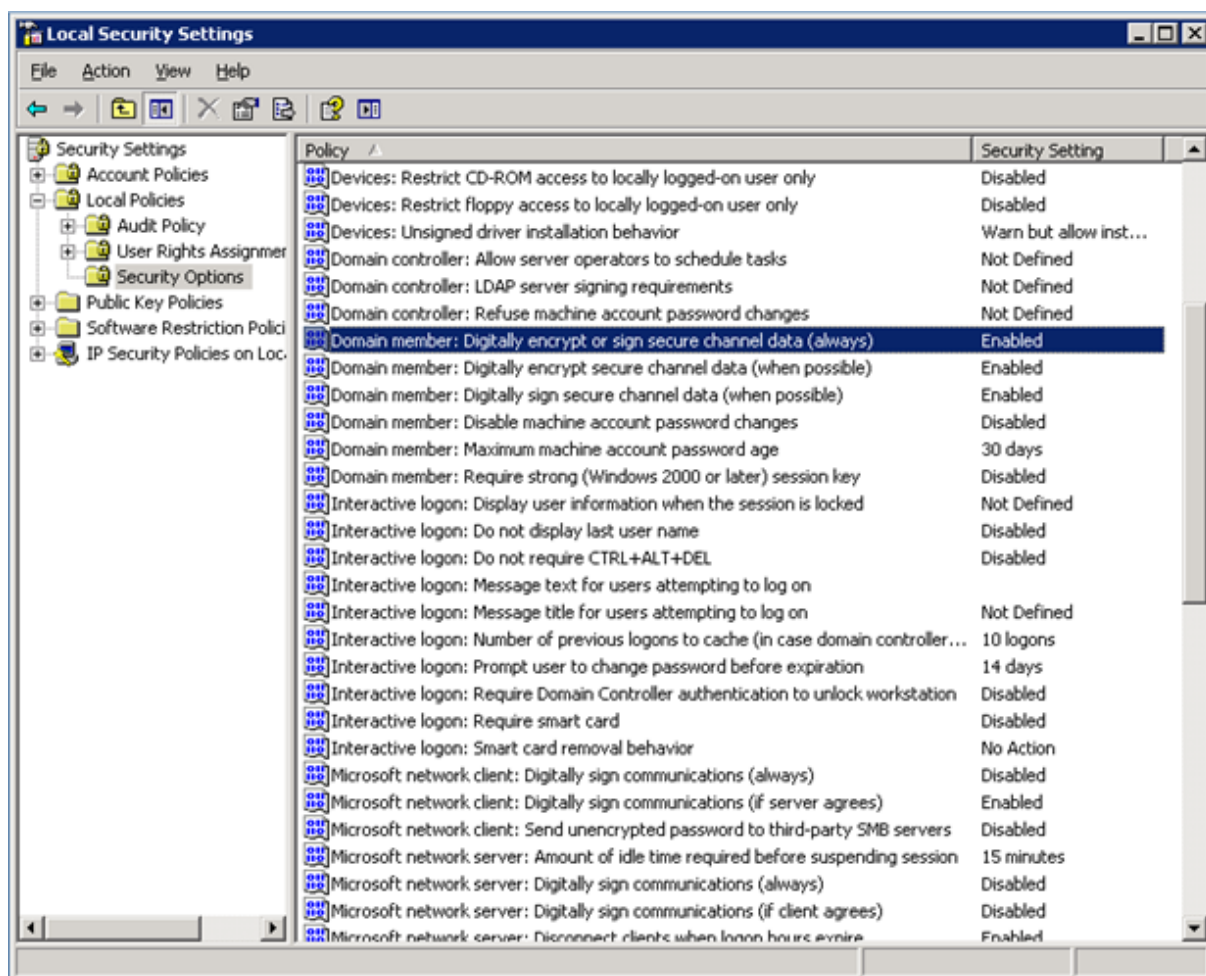 Local Security Settings
File Action View Help
Security Settings
Account Policies
Local Policies
Audit Policy
User Rights Assignmer
Security Options
Public Key Policies
Software Restriction Polici
IP Security Policies on Loc
Policy Security Setting
Devices: Restrict CD-ROM access to locally logged-on user only Disabled
Devices: Restrict floppy access to locally logged-on user only Disabled
Devices: Unsigned driver installation behavior Warn but allow inst...
Domain controller: Allow server operators to schedule tasks Not Defined
Domain controller: LDAP server signing requirements Not Defined
Domain controller: Refuse machine account password changes Not Defined
Domain member: Digitally encrypt or sign secure channel data (always) Enabled
Domain member: Digitally encrypt secure channel data (when possible) Enabled
Domain member: Digitally sign secure channel data (when possible) Enabled
Domain member: Disable machine account password changes Disabled
Domain member: Maximum machine account password age 30 days
Domain member: Require strong (Windows 2000 or later) session key Disabled
Interactive logon: Display user information when the session is locked Not Defined
Interactive logon: Do not display last user name Disabled
Interactive logon: Do not require CTRL+ALT+DEL Disabled
Interactive logon: Message text for users attempting to log on
Interactive logon: Message title for users attempting to log on Not Defined
Interactive logon: Number of previous logons to cache (in case domain controller... 10 logons
Interactive logon: Prompt user to change password before expiration 14 days
Interactive logon: Require Domain Controller authentication to unlock workstation Disabled
Interactive logon: Require smart card Disabled
Interactive logon: Smart card removal behavior No Action
Microsoft network client: Digitally sign communications (always) Disabled
Microsoft network client: Digitally sign communications (if server agrees) Enabled
Microsoft network client: Send unencrypted password to third-party SMB servers Disabled
Microsoft network server: Amount of idle time required before suspending session 15 minutes
Microsoft network server: Digitally sign communications (always) Disabled
Microsoft network server: Digitally sign communications (if client agrees) Disabled
Microsoft network server: Disconnect clients when logon hours expire Enabled